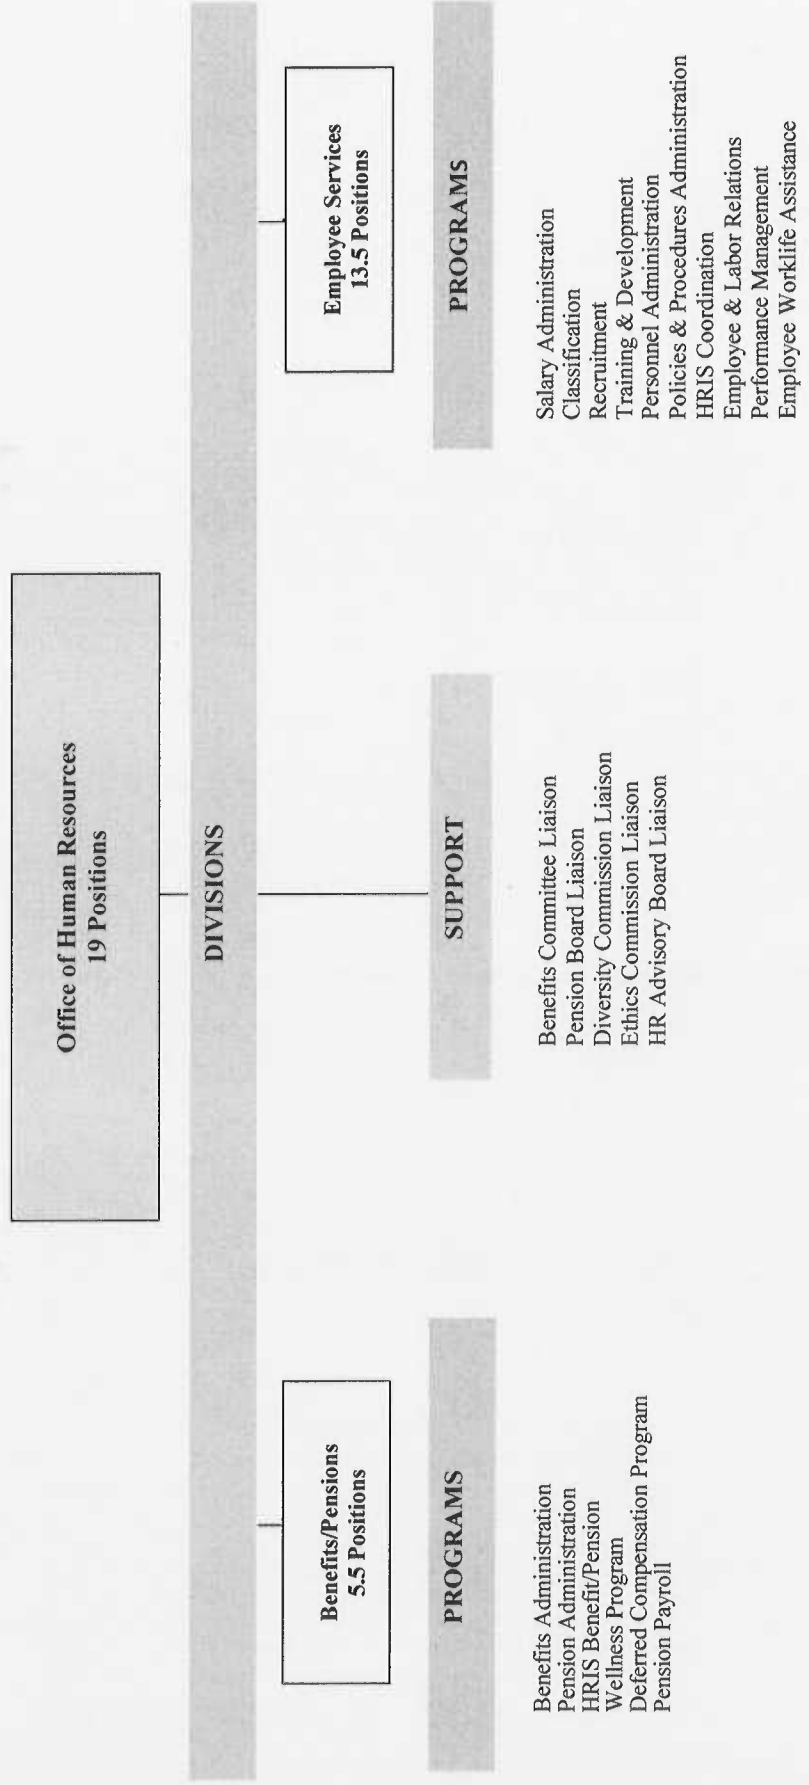 Office of Human Resources
19 Positions
DIVISIONS
Benefits/Pensions
5.5 Positions
PROGRAMS
Benefits Administration
Pension Administration
HRIS Benefit/Pension
Wellness Program
Deferred Compensation Program
Pension Payroll
SUPPORT
Benefits Committee Liaison
Pension Board Liaison
Diversity Commission Liaison
Ethics Commission Liaison
HR Advisory Board Liaison
Employee Services
13.5 Positions
PROGRAMS
Salary Administration
Classification
Recruitment
Training & Development
Personnel Administration
Policies & Procedures Administration
HRIS Coordination
Employee & Labor Relations
Performance Management
Employee Worklife Assistance